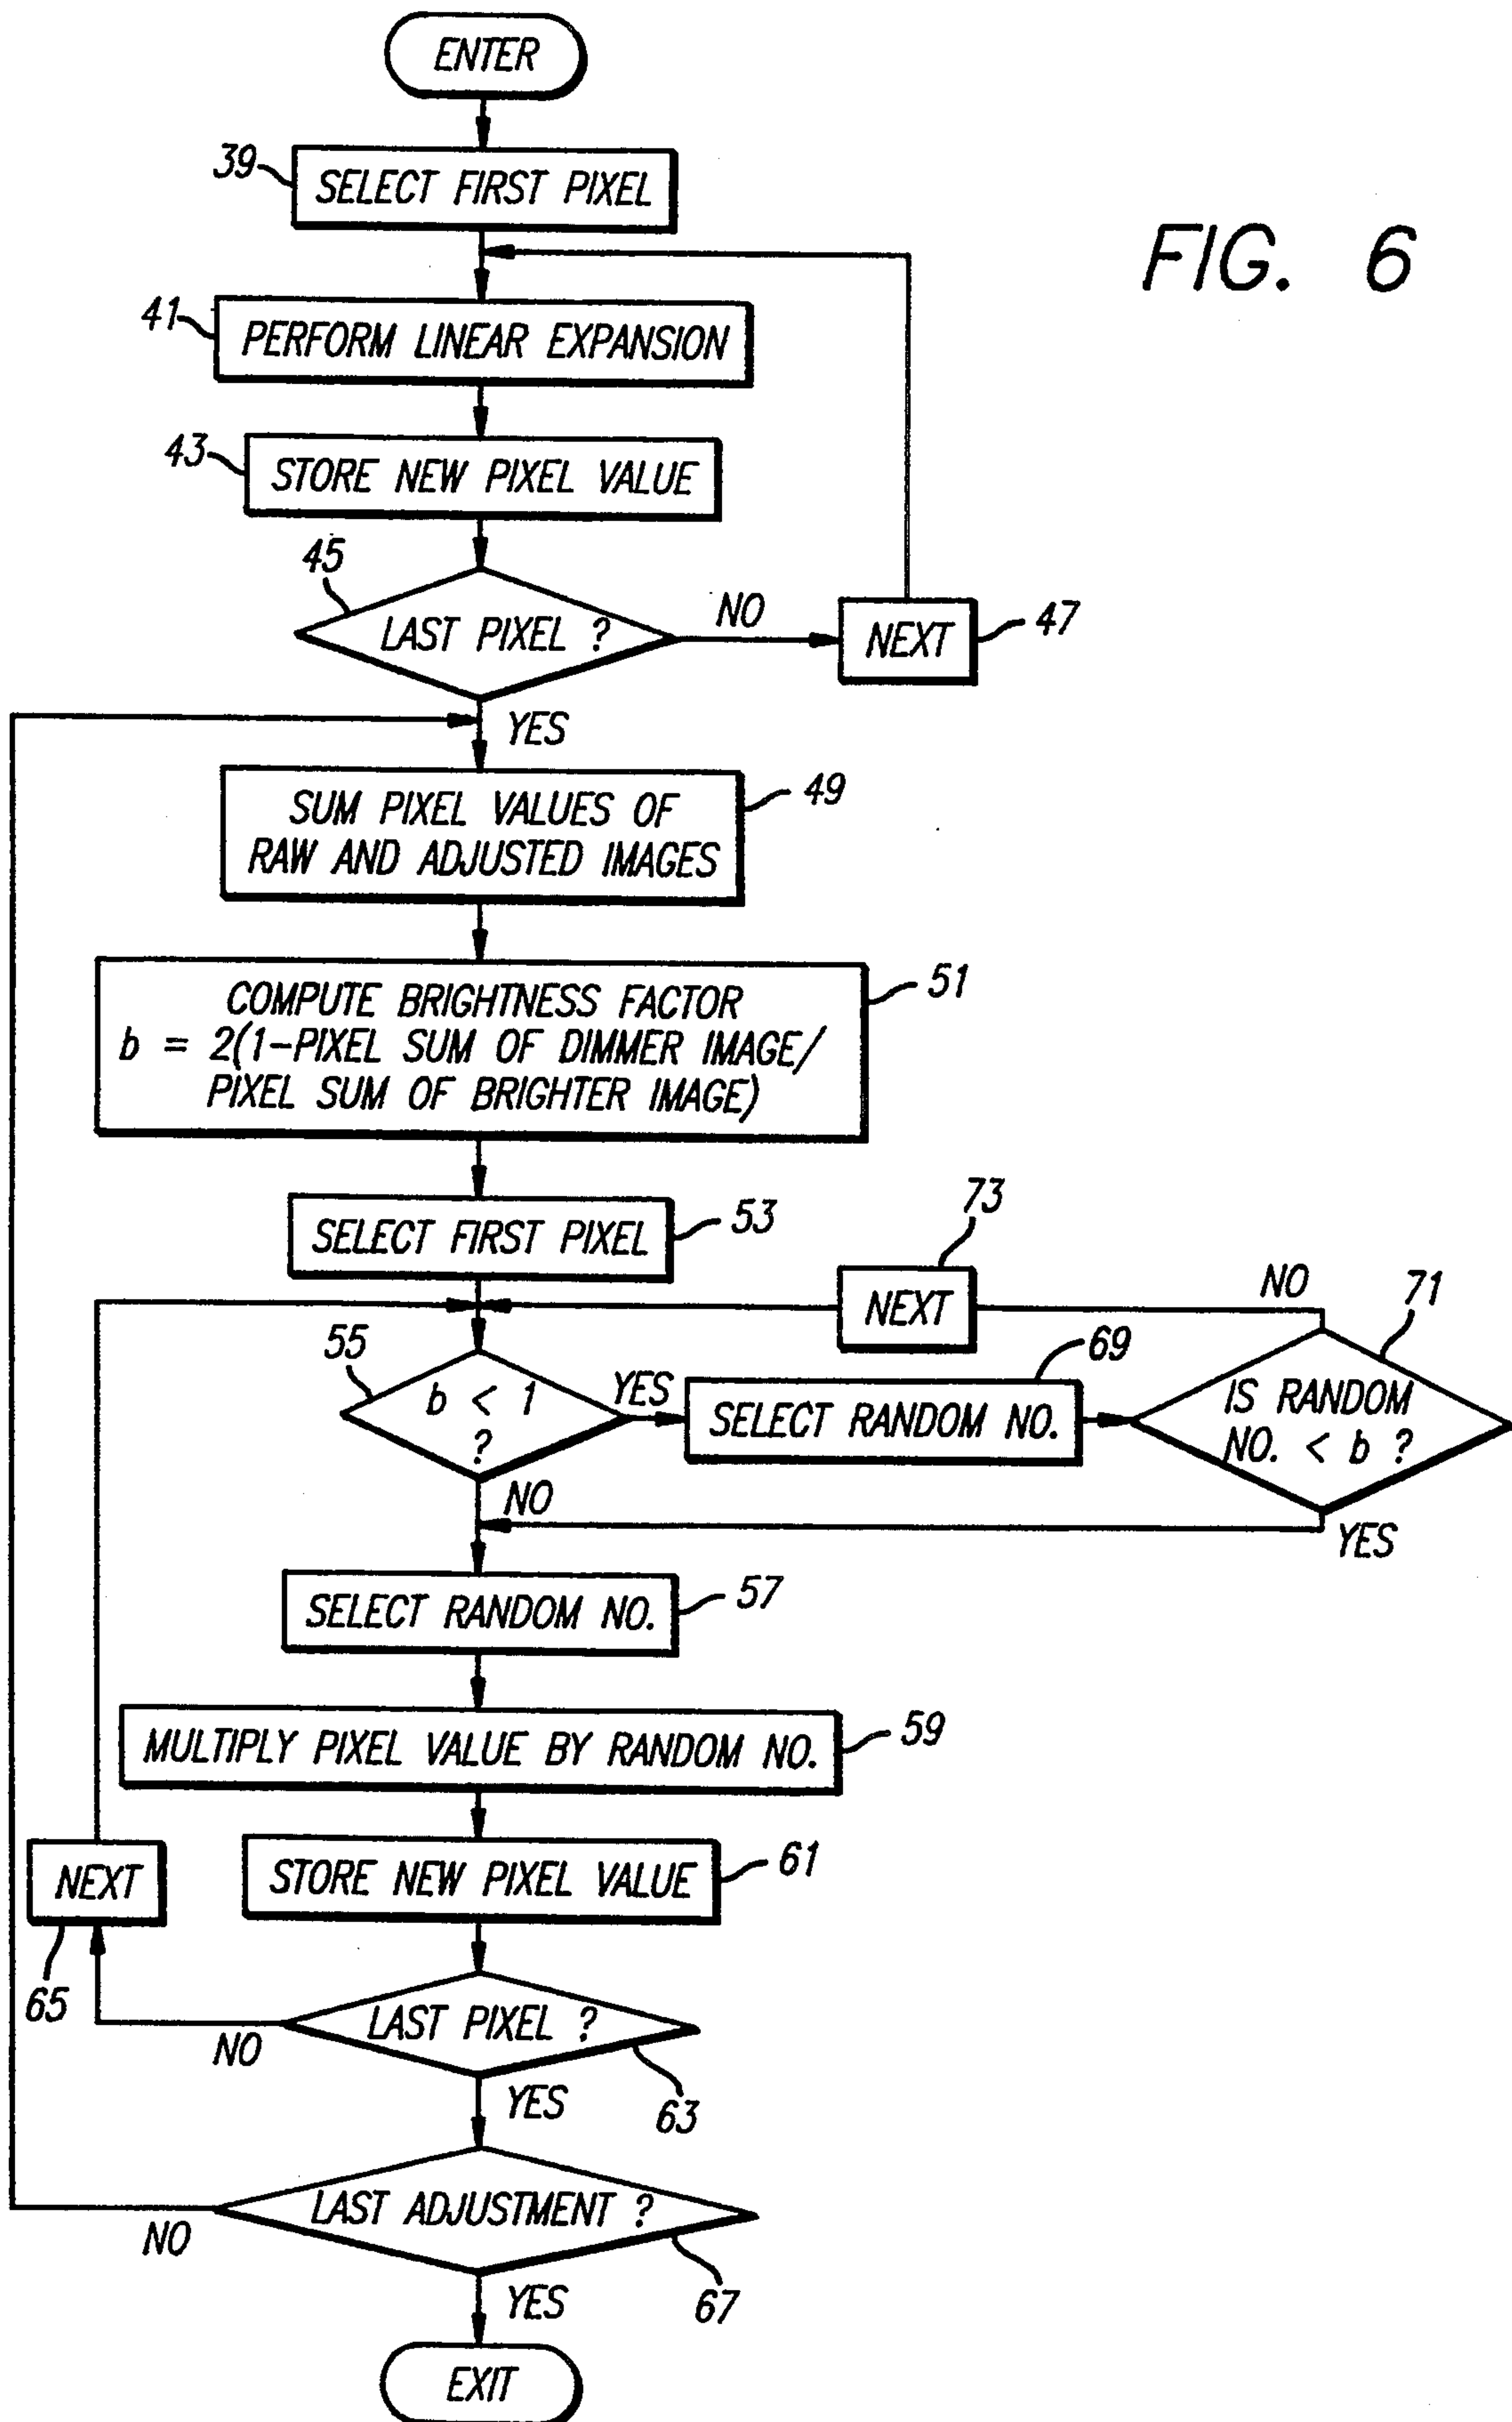 ENTER
39
SELECT FIRST PIXEL
FIG. 6
41
PERFORM LINEAR EXPANSION
43
STORE NEW PIXEL VALUE
45
LAST PIXEL ?
NO
NEXT
47
YES
SUM PIXEL VALUES OF
RAW AND ADJUSTED IMAGES
49
COMPUTE BRIGHTNESS FACTOR
b = 2(1-PIXEL SUM OF DIMMER IMAGE/
PIXEL SUM OF BRIGHTER IMAGE)
51
SELECT FIRST PIXEL
53
73
NEXT
NO
71
55
b < 1
?
YES
69
SELECT RANDOM NO.
IS RANDOM
NO. < b ?
NO
YES
SELECT RANDOM NO.
57
MULTIPLY PIXEL VALUE BY RANDOM NO.
59
NEXT
65
STORE NEW PIXEL VALUE
61
LAST PIXEL ?
NO
63
YES
LAST ADJUSTMENT ?
NO
67
YES
EXIT